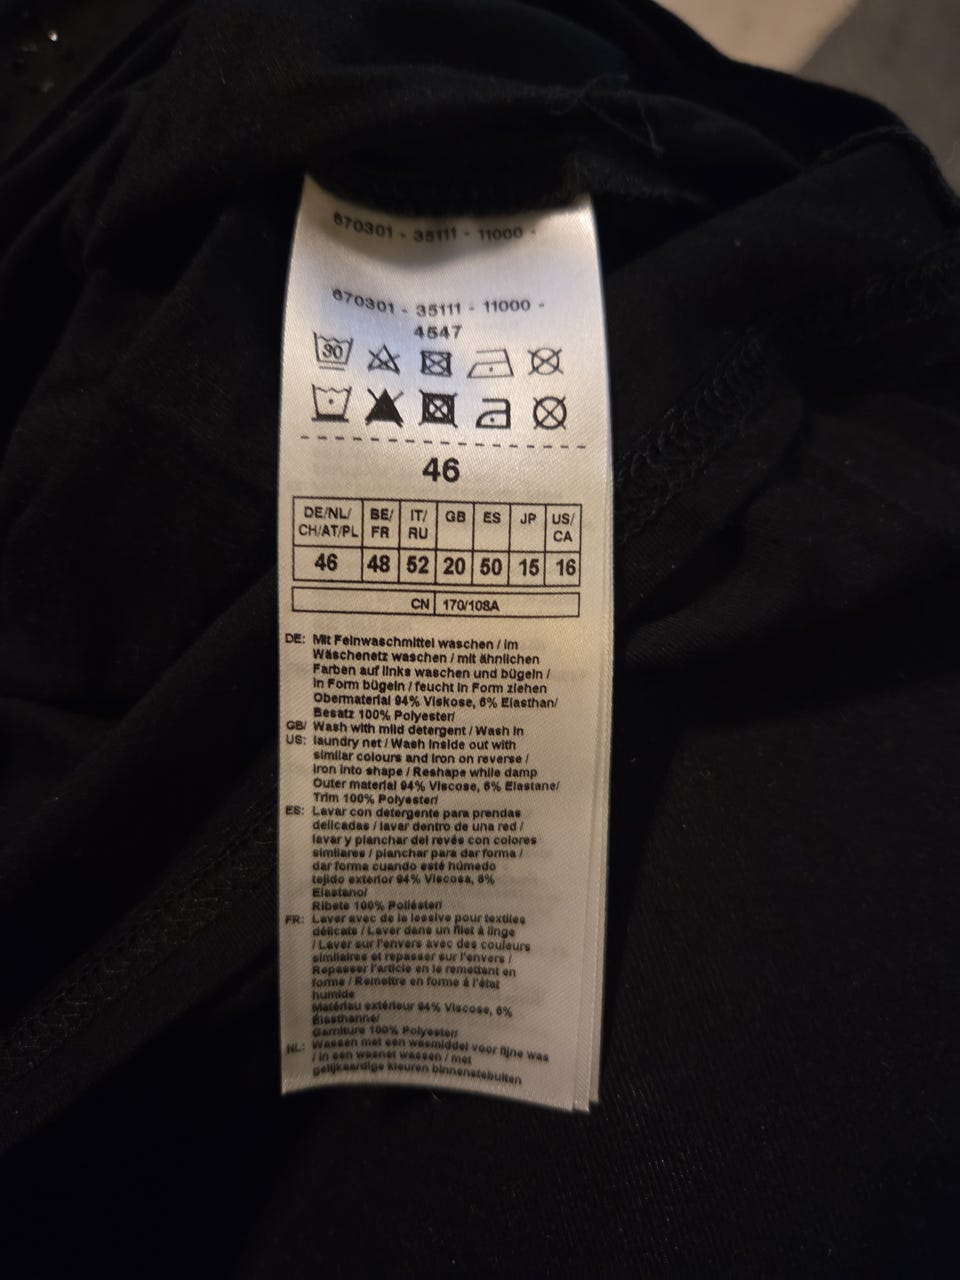 670301 - 35111 - 11000 -
670301 - 35111 - 11000 -
4547
30
46
DE/NL/ CH/AT/PL BE/ FR IT/ RU GB ES JP US/ CA
46 48 52 20 50 15 16
CN 170/108A
DE: Mit Feinwaschmittel waschen / im
Wäschenetz waschen / mit ähnlichen
Farben auf links waschen und bügeln /
in Form bügeln / feucht in Form ziehen
Obermaterial 94% Viskose, 6% Elasthan/
Besatz 100% Polyester/
GB/ Wash with mild detergent / Wash in
US: laundry net / Wash inside out with
similar colours and iron on reverse /
Iron into shape / Reshape while damp
Outer material 94% Viscose, 6% Elastane/
Trim 100% Polyester/
ES: Lavar con detergente para prendas
delicadas / lavar dentro de una red /
lavar y planchar del revés con colores
similares / planchar para dar forma /
dar forma cuando esté húmedo
tejido exterior 94% Viscosa, 6%
Elastano/
Ribete 100% Poliéster/
FR: Laver avec de la lessive pour textiles
délicats / Laver dans un filet à linge
/ Laver sur l'envers avec des couleurs
similaires et repasser sur l'envers /
Repasser l'article en le remettant en
forme / Remettre en forme à l'état
humide
Matériau extérieur 94% Viscose, 6%
Élasthanne/
Garniture 100% Polyester/
NL: Wassen met een wasmiddel voor fijne was
/ in een wasnet wassen / met
gelijkaardige kleuren binnenstebuiten